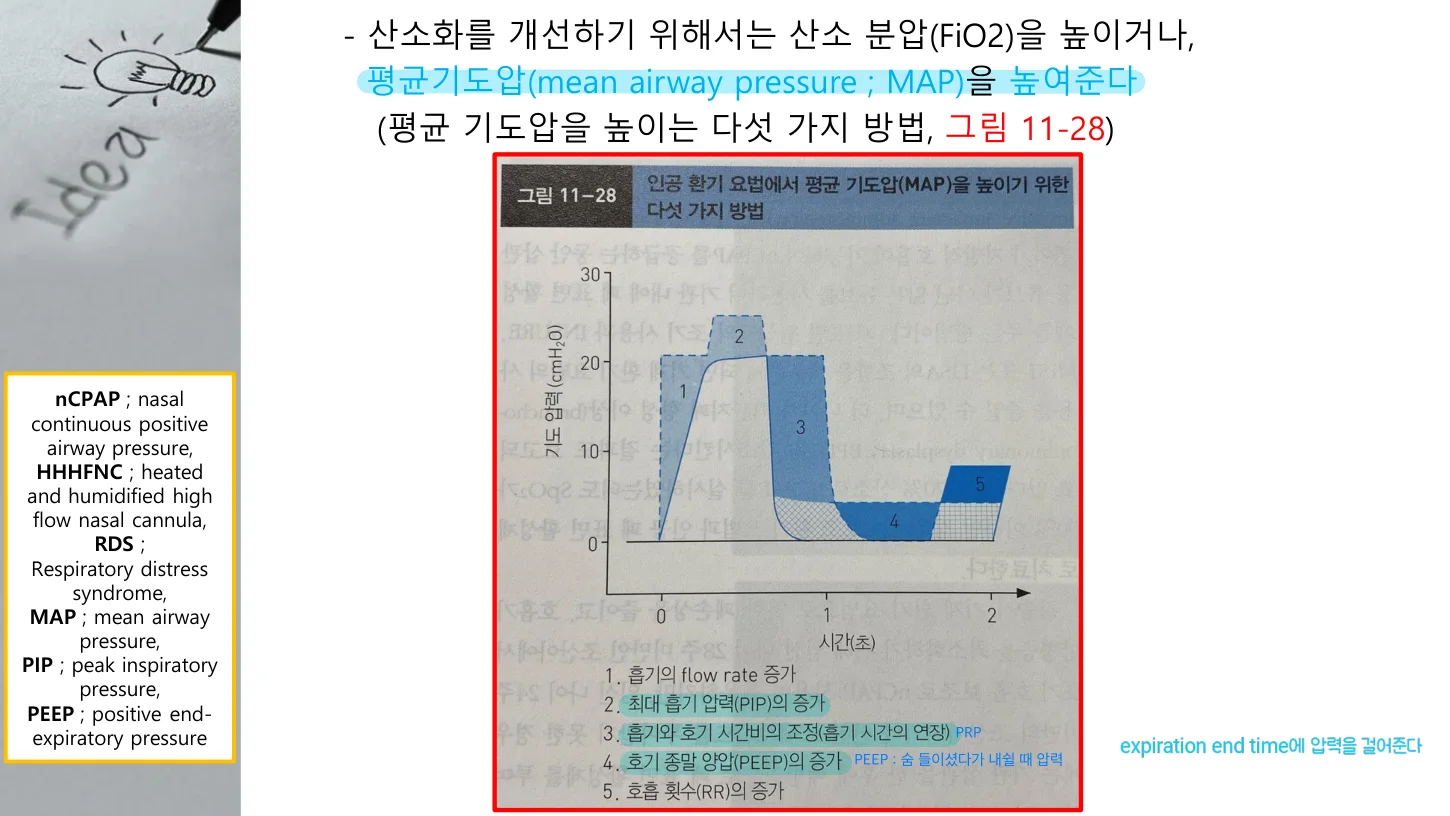 Idea
nCPAP ; nasal
continuous positive
airway pressure,
HHHFNC ; heated
and humidified high
flow nasal cannula,
RDS ;
Respiratory distress
syndrome,
MAP ; mean airway
pressure,
PIP ; peak inspiratory
pressure,
PEEP ; positive end-
expiratory pressure
- 산소화를 개선하기 위해서는 산소 분압(FiO2)을 높이거나,
평균기도압(mean airway pressure ; MAP)을 높여준다
(평균 기도압을 높이는 다섯 가지 방법, 그림 11-28)
그림 11-28
인공 환기 요법에서 평균 기도압(MAP)을 높이기 위한
다섯 가지 방법
기도 압력(cmH₂O)
30
20
10
0
1
2
3
4
5
0 1 2
시간(초)
1. 흡기의 flow rate 증가
2. 최대 흡기 압력(PIP)의 증가
3. 흡기와 호기 시간비의 조정(흡기 시간의 연장) PRP
4. 호기 종말 양압(PEEP)의 증가 PEEP : 숨 들이셨다가 내쉴 때 압력
5. 호흡 횟수(RR)의 증가
expiration end time에 압력을 걸어준다